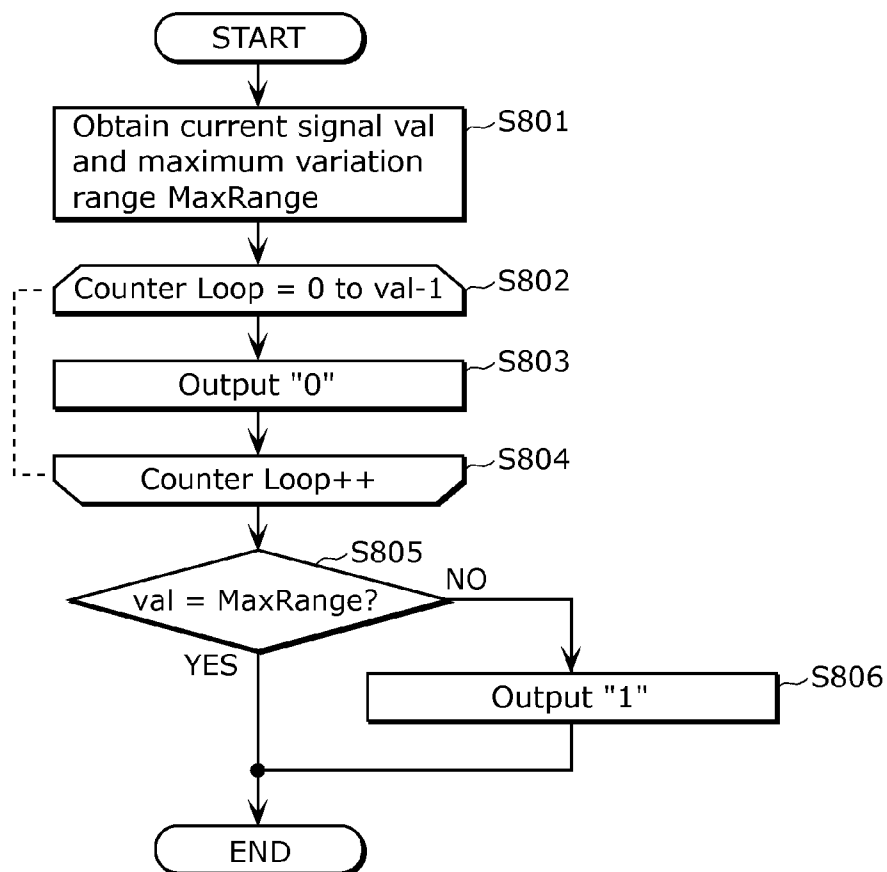 START
Obtain current signal val
and maximum variation
range MaxRange
S801
Counter Loop = 0 to val-1
S802
Output "0"
S803
Counter Loop++
S804
S805
val = MaxRange?
NO
YES
Output "1"
S806
END